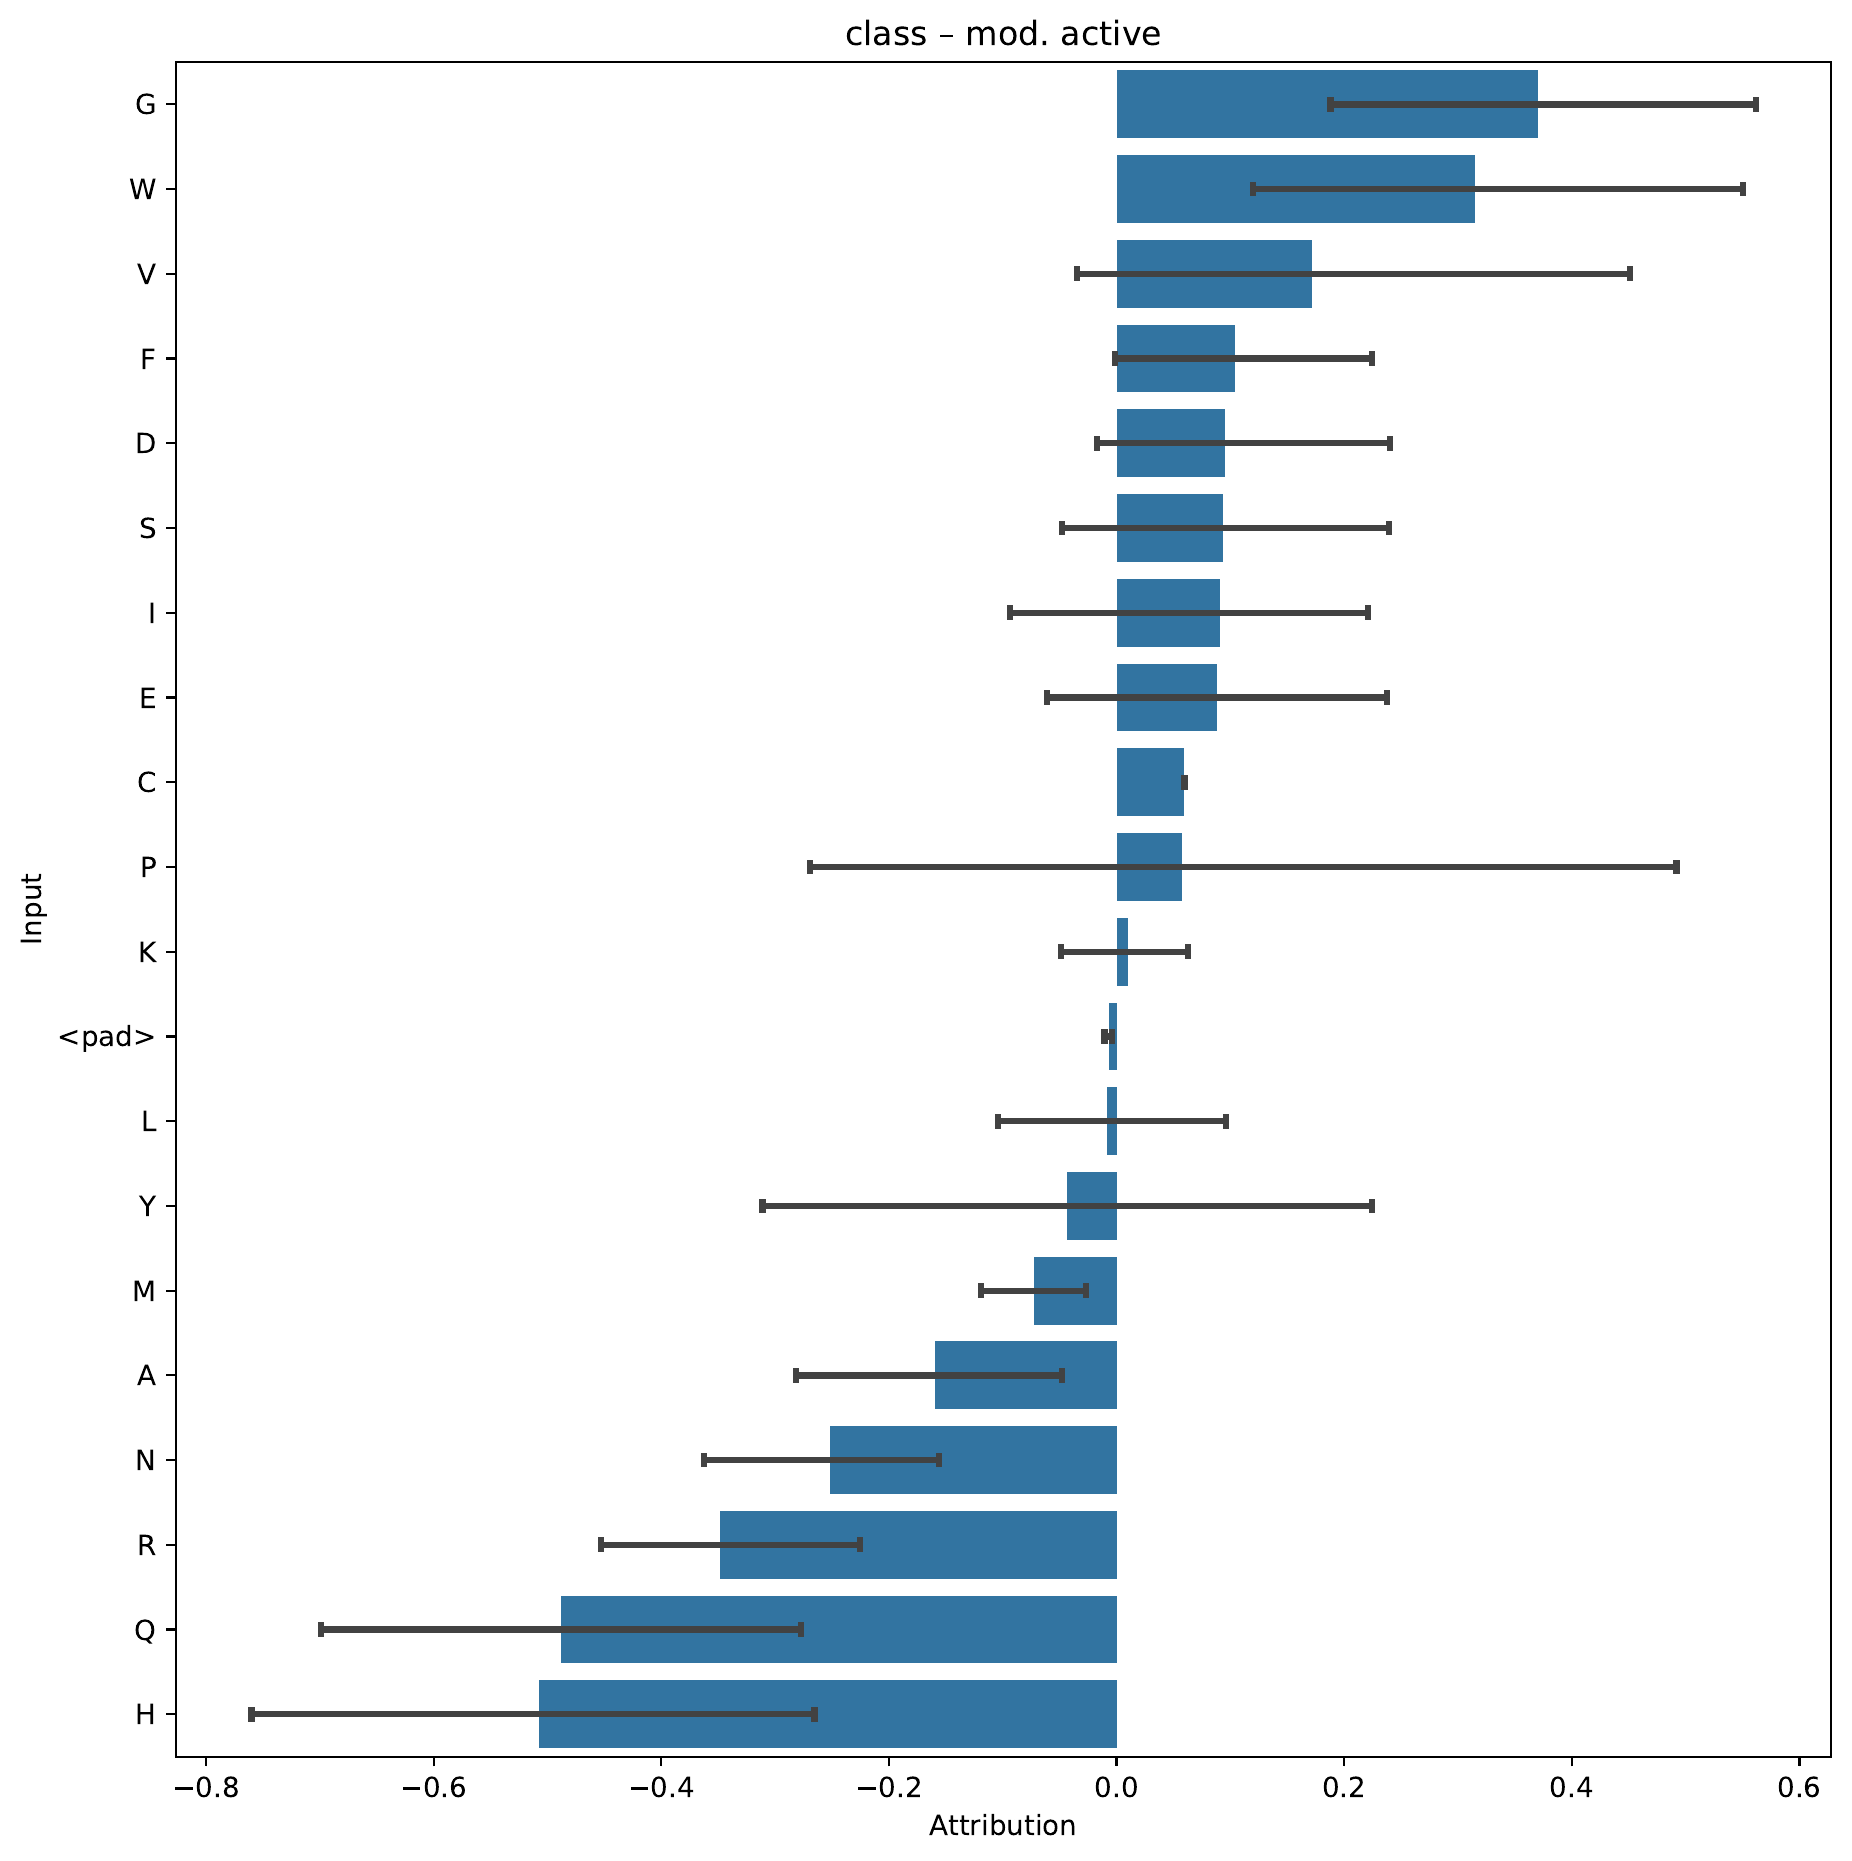 class – mod. active
G
W
V
F
D
S
I
E
C
P
K
<pad>
L
Y
M
A
N
R
Q
H
Input
−0.8 −0.6 −0.4 −0.2 0.0 0.2 0.4 0.6
Attribution